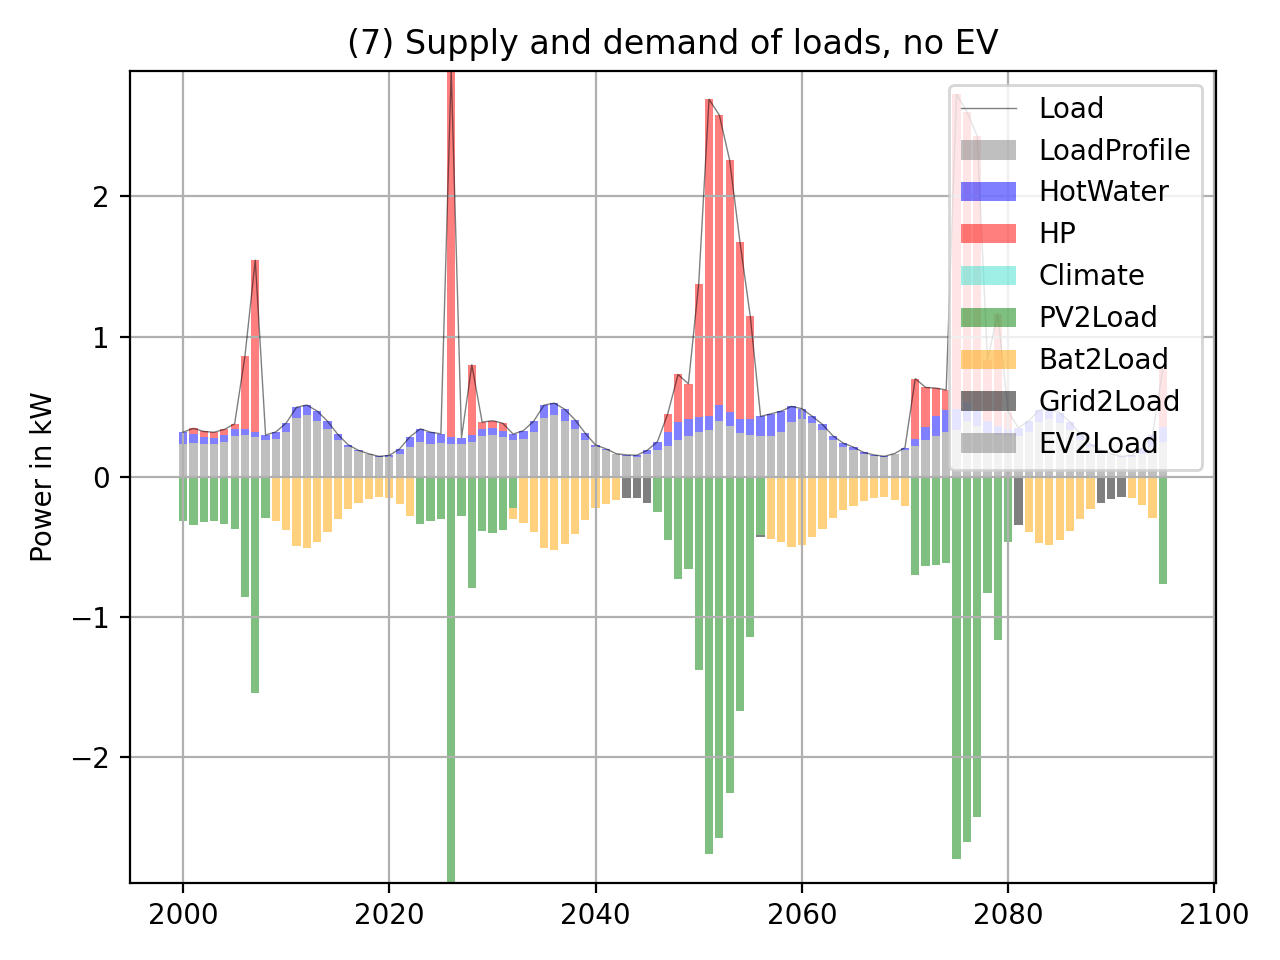 (7) Supply and demand of loads, no EV
Power in kW
2
1
0
−1
−2
2000 2020 2040 2060 2080 2100
Load
LoadProfile
HotWater
HP
Climate
PV2Load
Bat2Load
Grid2Load
EV2Load